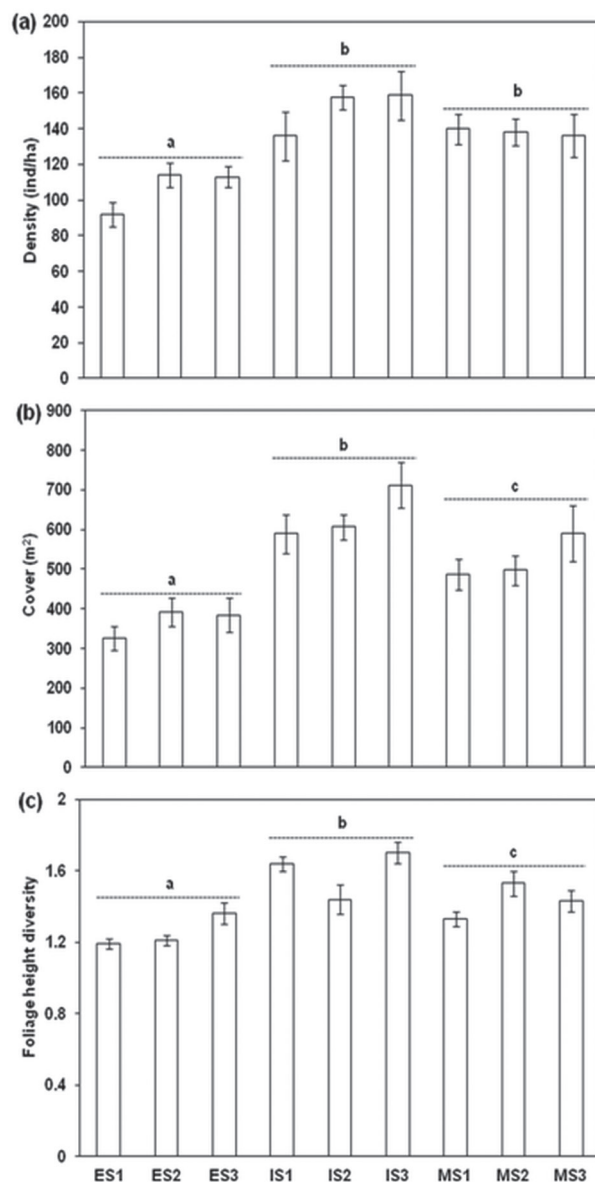 (a)
200
180
160
140
120
100
80
60
40
20
0
Density (ind/ha)
a
b
b
(b)
900
800
700
600
500
400
300
200
100
0
Cover (m²)
a
b
c
(c)
2
1.6
1.2
0.8
0.4
0
Foliage height diversity
a
b
c
ES1 ES2 ES3 IS1 IS2 IS3 MS1 MS2 MS3